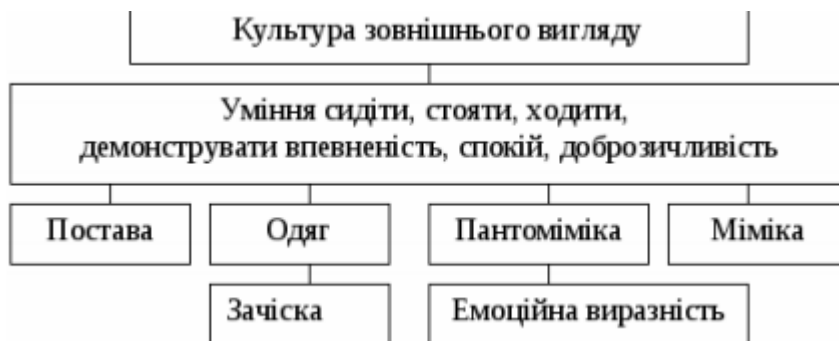 Культура зовнішнього вигляду
Уміння сидіти, стояти, ходити,
демонструвати впевненість, спокій, доброзичливість
Постава
Одяг
Пантоміміка
Міміка
Зачіска
Емоційна виразність